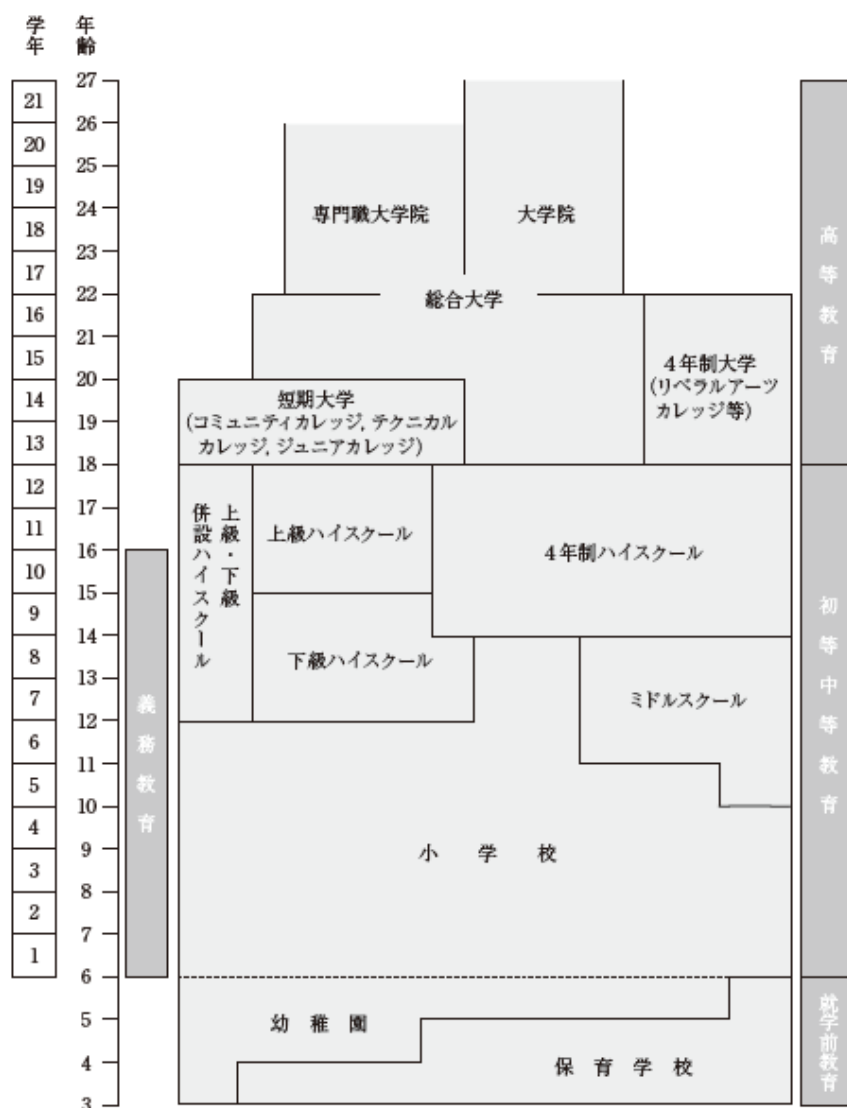 学年
年齢
27
21
26
20
25
19
24
18
23
17
22
16
21
15
20
14
19
13
18
12
17
11
16
10
15
9
14
8
13
7
12
6
11
5
10
4
9
3
8
2
7
1
6
5
4
3
専門職大学院
大学院
総合大学
4年制大学
(リベラルアーツ
カレッジ等)
短期大学
(コミュニティカレッジ, テクニカル
カレッジ, ジュニアカレッジ)
上級・下級
併設ハイスクール
上級ハイスクール
4年制ハイスクール
下級ハイスクール
ミドルスクール
小学校
幼稚園
保育学校
義務教育
高等教育
初等中等教育
就学前教育